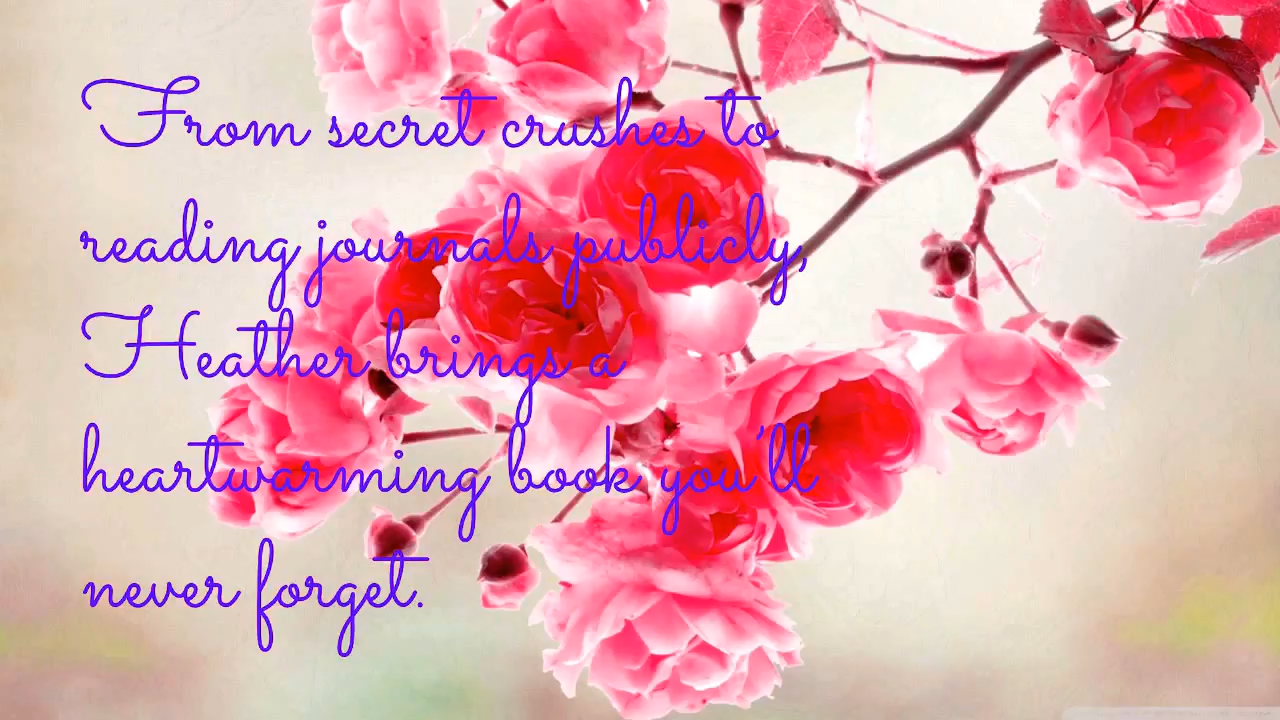 From secret crushes to
reading journals publicly,
Heather brings a
heartwarming book you'll
never forget.